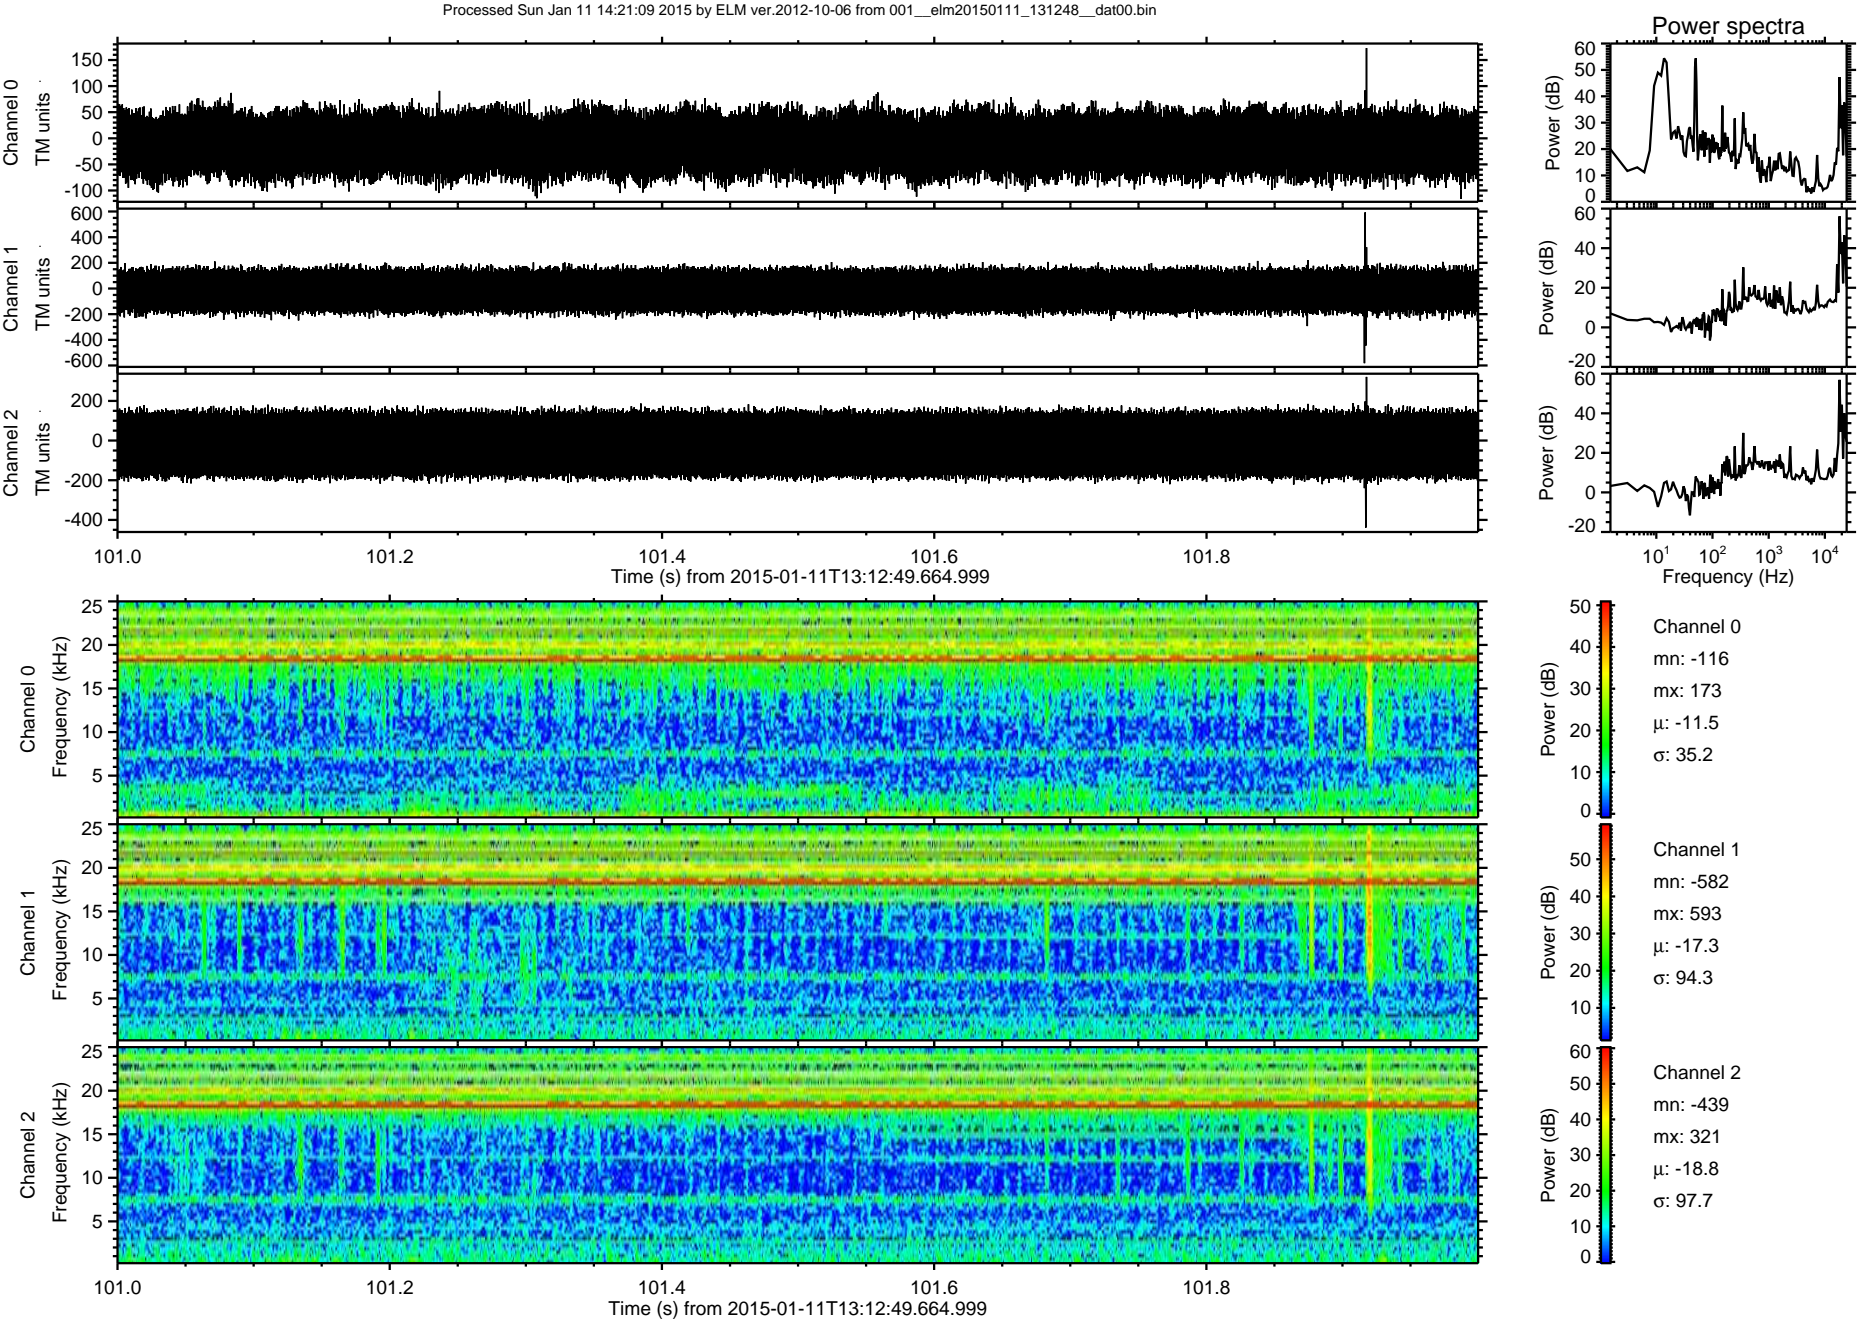 Processed Sun Jan 11 14:21:09 2015 by ELM ver.2012-10-06 from 001__elm20150111_131248__dat00.bin
Power spectra
Channel 0
TM units
150
100
50
0
-50
-100
Power (dB)
60
50
40
30
20
10
0
Channel 1
TM units
600
400
200
0
-200
-400
-600
Power (dB)
60
40
20
0
-20
Channel 2
TM units
200
0
-200
-400
Power (dB)
60
40
20
0
-20
101.0 101.2 101.4 101.6 101.8
Time (s) from 2015-01-11T13:12:49.664.999
10¹ 10² 10³ 10⁴
Frequency (Hz)
Channel 0
Frequency (kHz)
25
20
15
10
5
Power (dB)
50
40
30
20
10
0
Channel 0
mn: -116
mx: 173
μ: -11.5
σ: 35.2
Channel 1
Frequency (kHz)
25
20
15
10
5
Power (dB)
50
40
30
20
10
Channel 1
mn: -582
mx: 593
μ: -17.3
σ: 94.3
Channel 2
Frequency (kHz)
25
20
15
10
5
Power (dB)
60
50
40
30
20
10
0
Channel 2
mn: -439
mx: 321
μ: -18.8
σ: 97.7
101.0 101.2 101.4 101.6 101.8
Time (s) from 2015-01-11T13:12:49.664.999